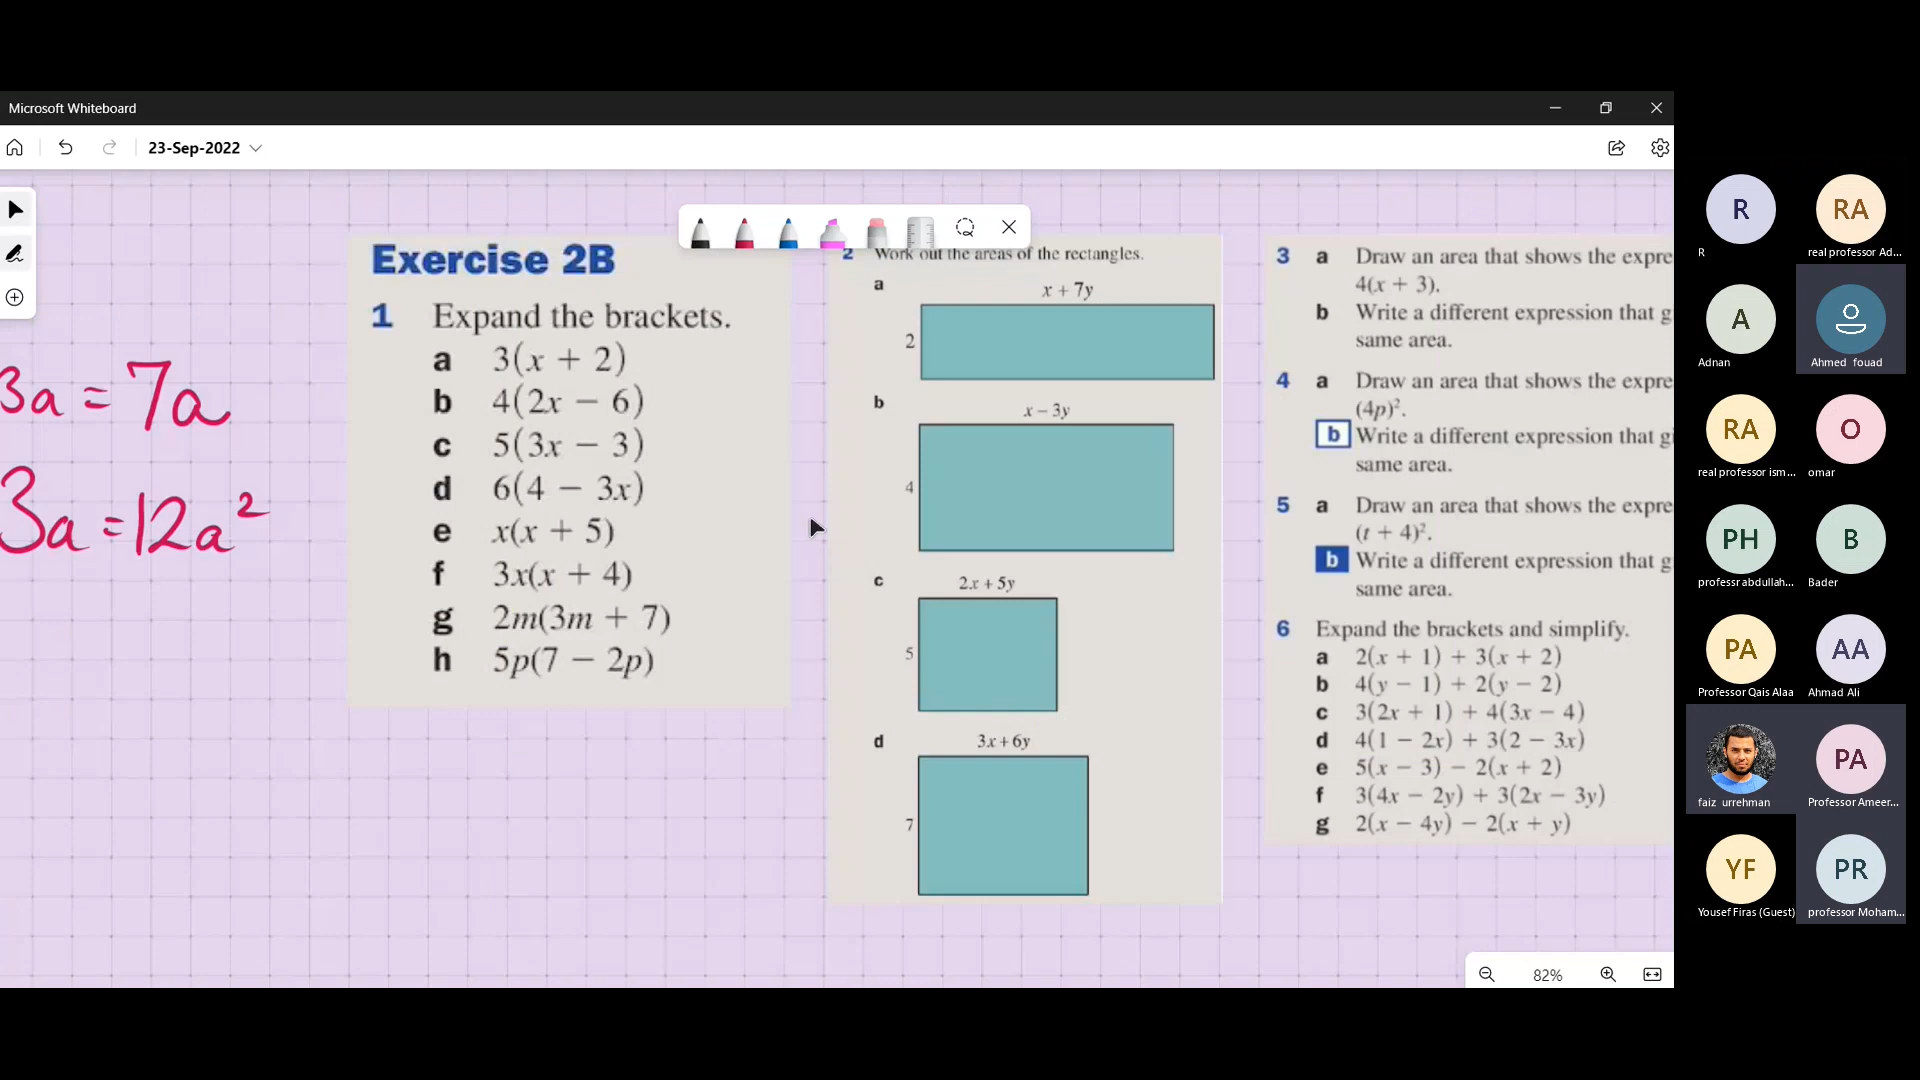 Microsoft Whiteboard
23-Sep-2022
3a = 7a
3a = 12a²
Exercise 2B
1 Expand the brackets.
a 3(x + 2)
b 4(2x − 6)
c 5(3x − 3)
d 6(4 − 3x)
e x(x + 5)
f 3x(x + 4)
g 2m(3m + 7)
h 5p(7 − 2p)
2 Work out the areas of the rectangles.
a
x + 7y
2
b
x − 3y
4
c
2x + 5y
5
d
3x + 6y
7
3 a Draw an area that shows the expre
4(x + 3).
b Write a different expression that g
same area.
4 a Draw an area that shows the expre
(4p)².
b Write a different expression that gi
same area.
5 a Draw an area that shows the expre
(t + 4)².
b Write a different expression that g
same area.
6 Expand the brackets and simplify.
a 2(x + 1) + 3(x + 2)
b 4(y − 1) + 2(y − 2)
c 3(2x + 1) + 4(3x − 4)
d 4(1 − 2x) + 3(2 − 3x)
e 5(x − 3) − 2(x + 2)
f 3(4x − 2y) + 3(2x − 3y)
g 2(x − 4y) − 2(x + y)
82%
R RA
R real professor Ad...
A
Adnan Ahmed fouad
RA O
real professor ism... omar
PH B
professr abdullah... Bader
PA AA
Professor Qais Alaa Ahmad Ali
PA
faiz urrehman Professor Ameer...
YF PR
Yousef Firas (Guest) professor Moham...